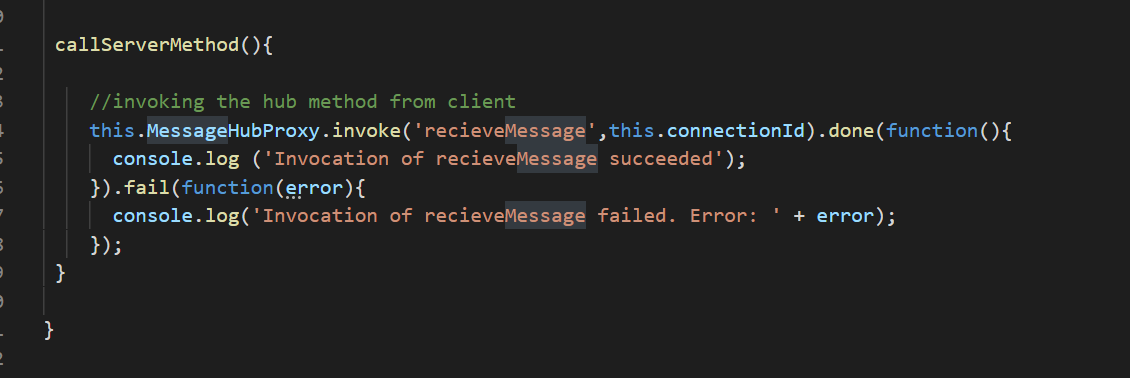 callServerMethod(){
//invoking the hub method from client
this.MessageHubProxy.invoke('recieveMessage',this.connectionId).done(function(){
console.log ('Invocation of recieveMessage succeeded');
}).fail(function(error){
console.log('Invocation of recieveMessage failed. Error: ' + error);
});
}
}